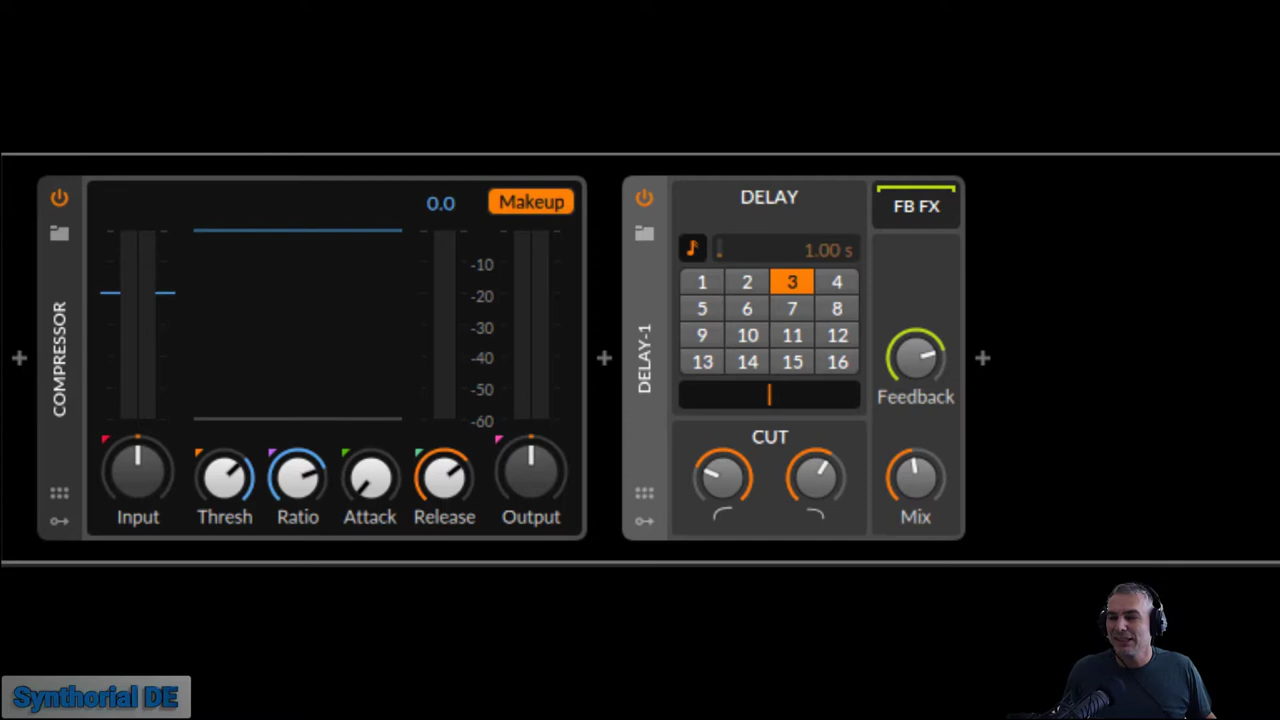 COMPRESSOR
0.0
Makeup
-10
-20
-30
-40
-50
-60
Input
Thresh
Ratio
Attack
Release
Output
DELAY-1
DELAY
1.00 s
1 2 3 4
5 6 7 8
9 10 11 12
13 14 15 16
CUT
FB FX
Feedback
Mix
Synthorial DE